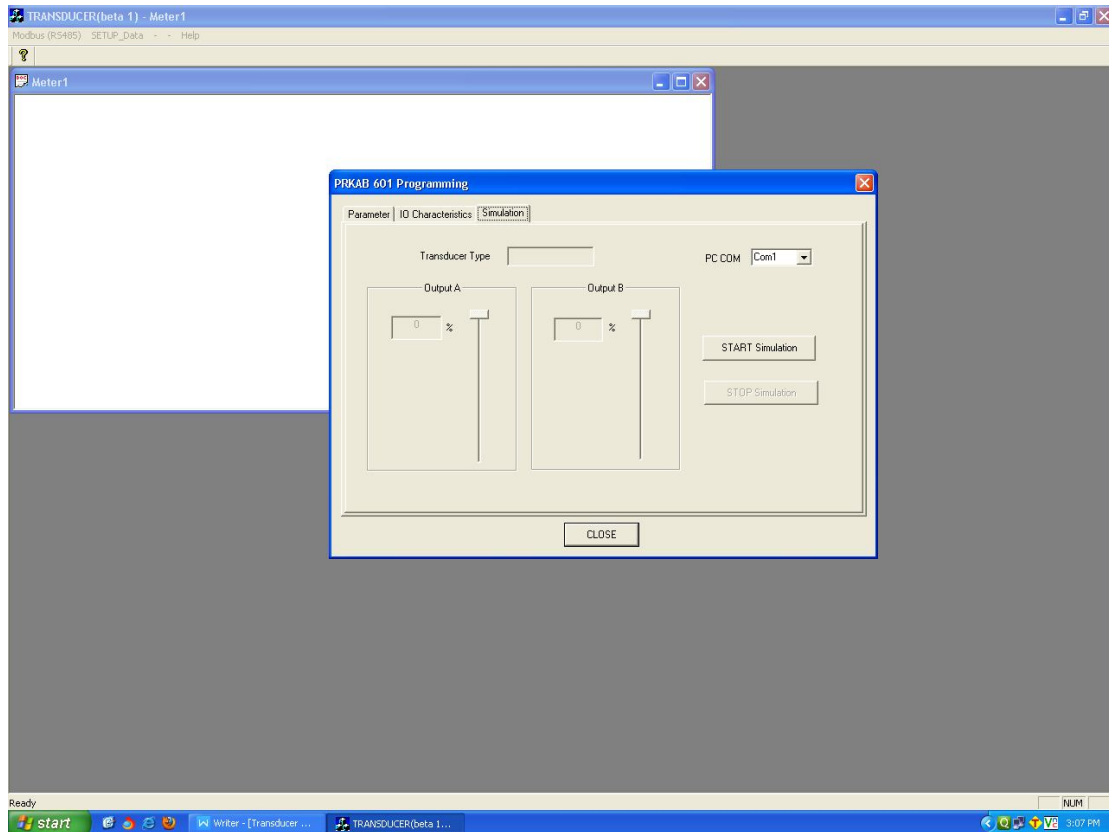 TRANSDUCER(beta 1) - Meter1
Modbus (RS485) SETUP_Data - - Help
Meter1
PRKAB 601 Programming
Parameter IO Characteristics Simulation
Transducer Type
PC COM Com1
Output A
Output B
0 %
0 %
START Simulation
STOP Simulation
CLOSE
Ready
NUM
start
Writer - [Transducer ...
TRANSDUCER(beta 1...
3:07 PM